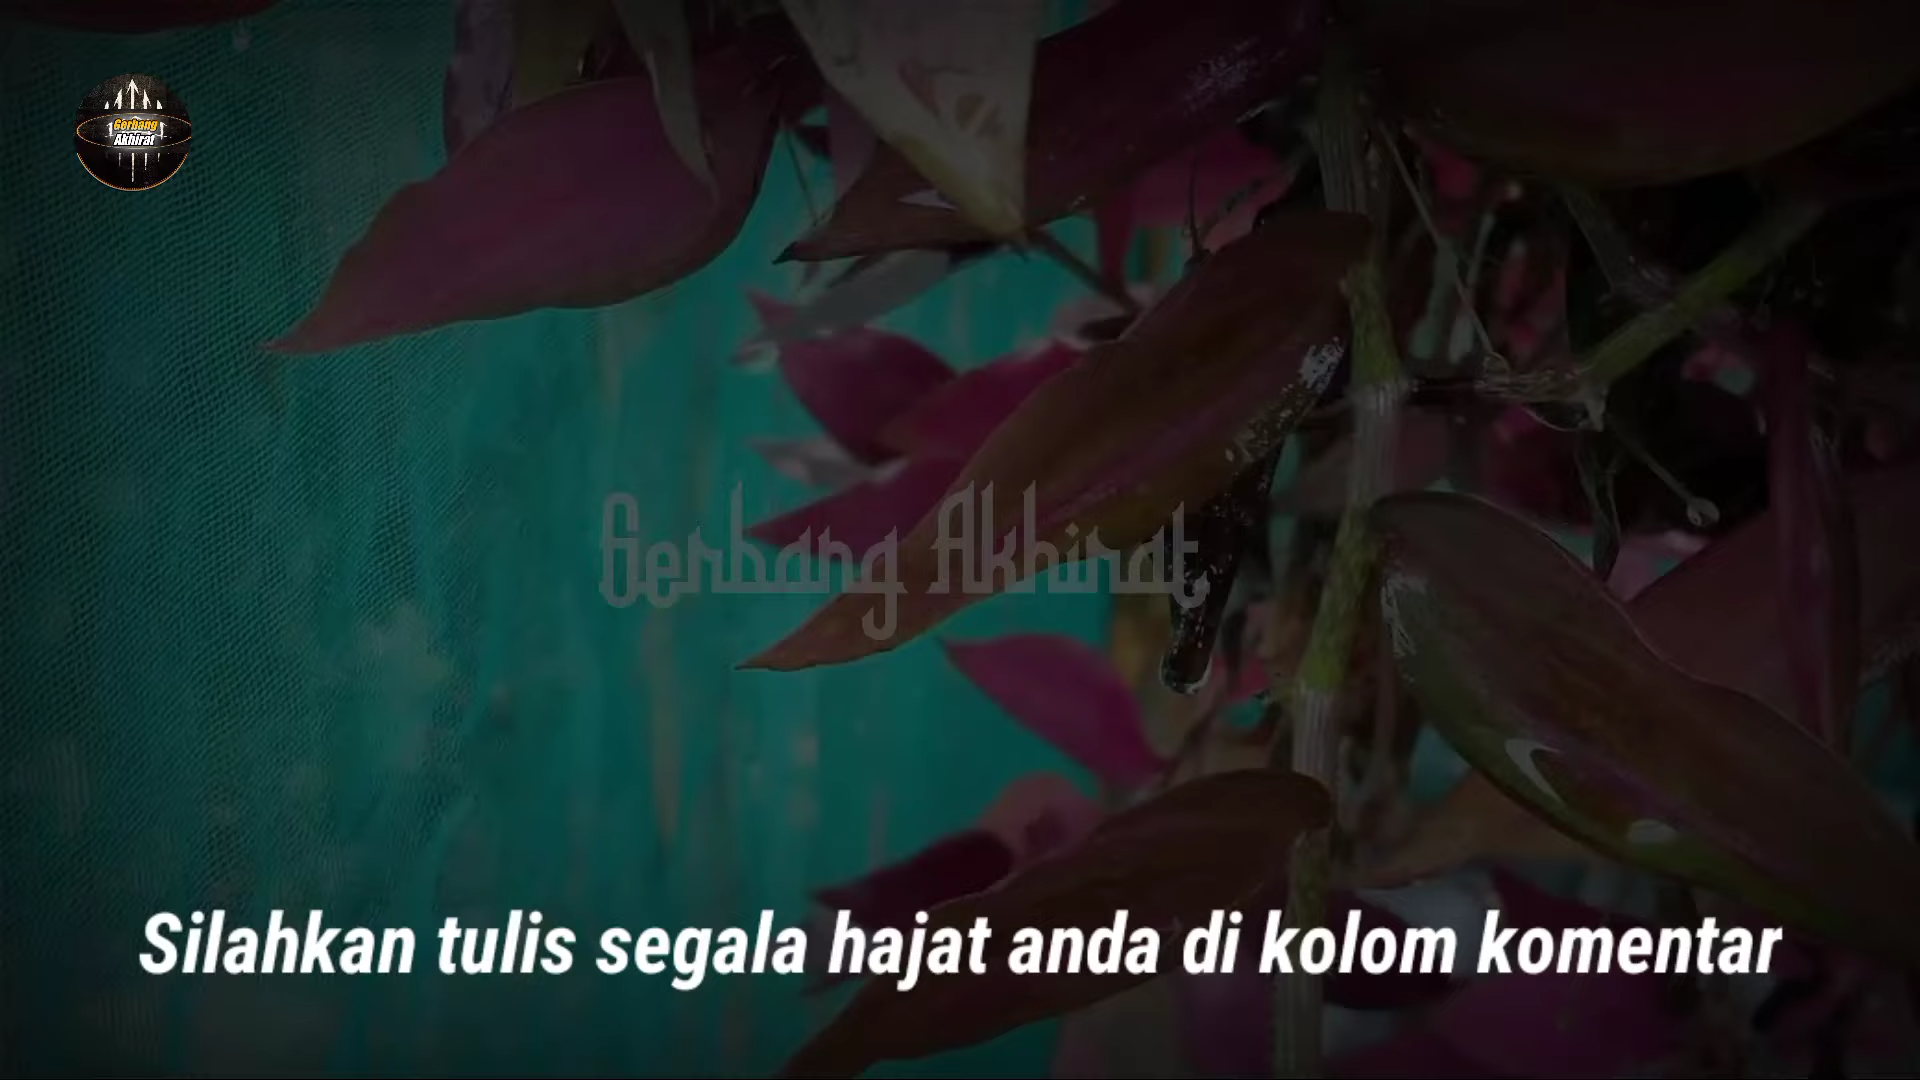 Gerbang
Akhirat
Gerbang Akhirat
Silahkan tulis segala hajat anda di kolom komentar